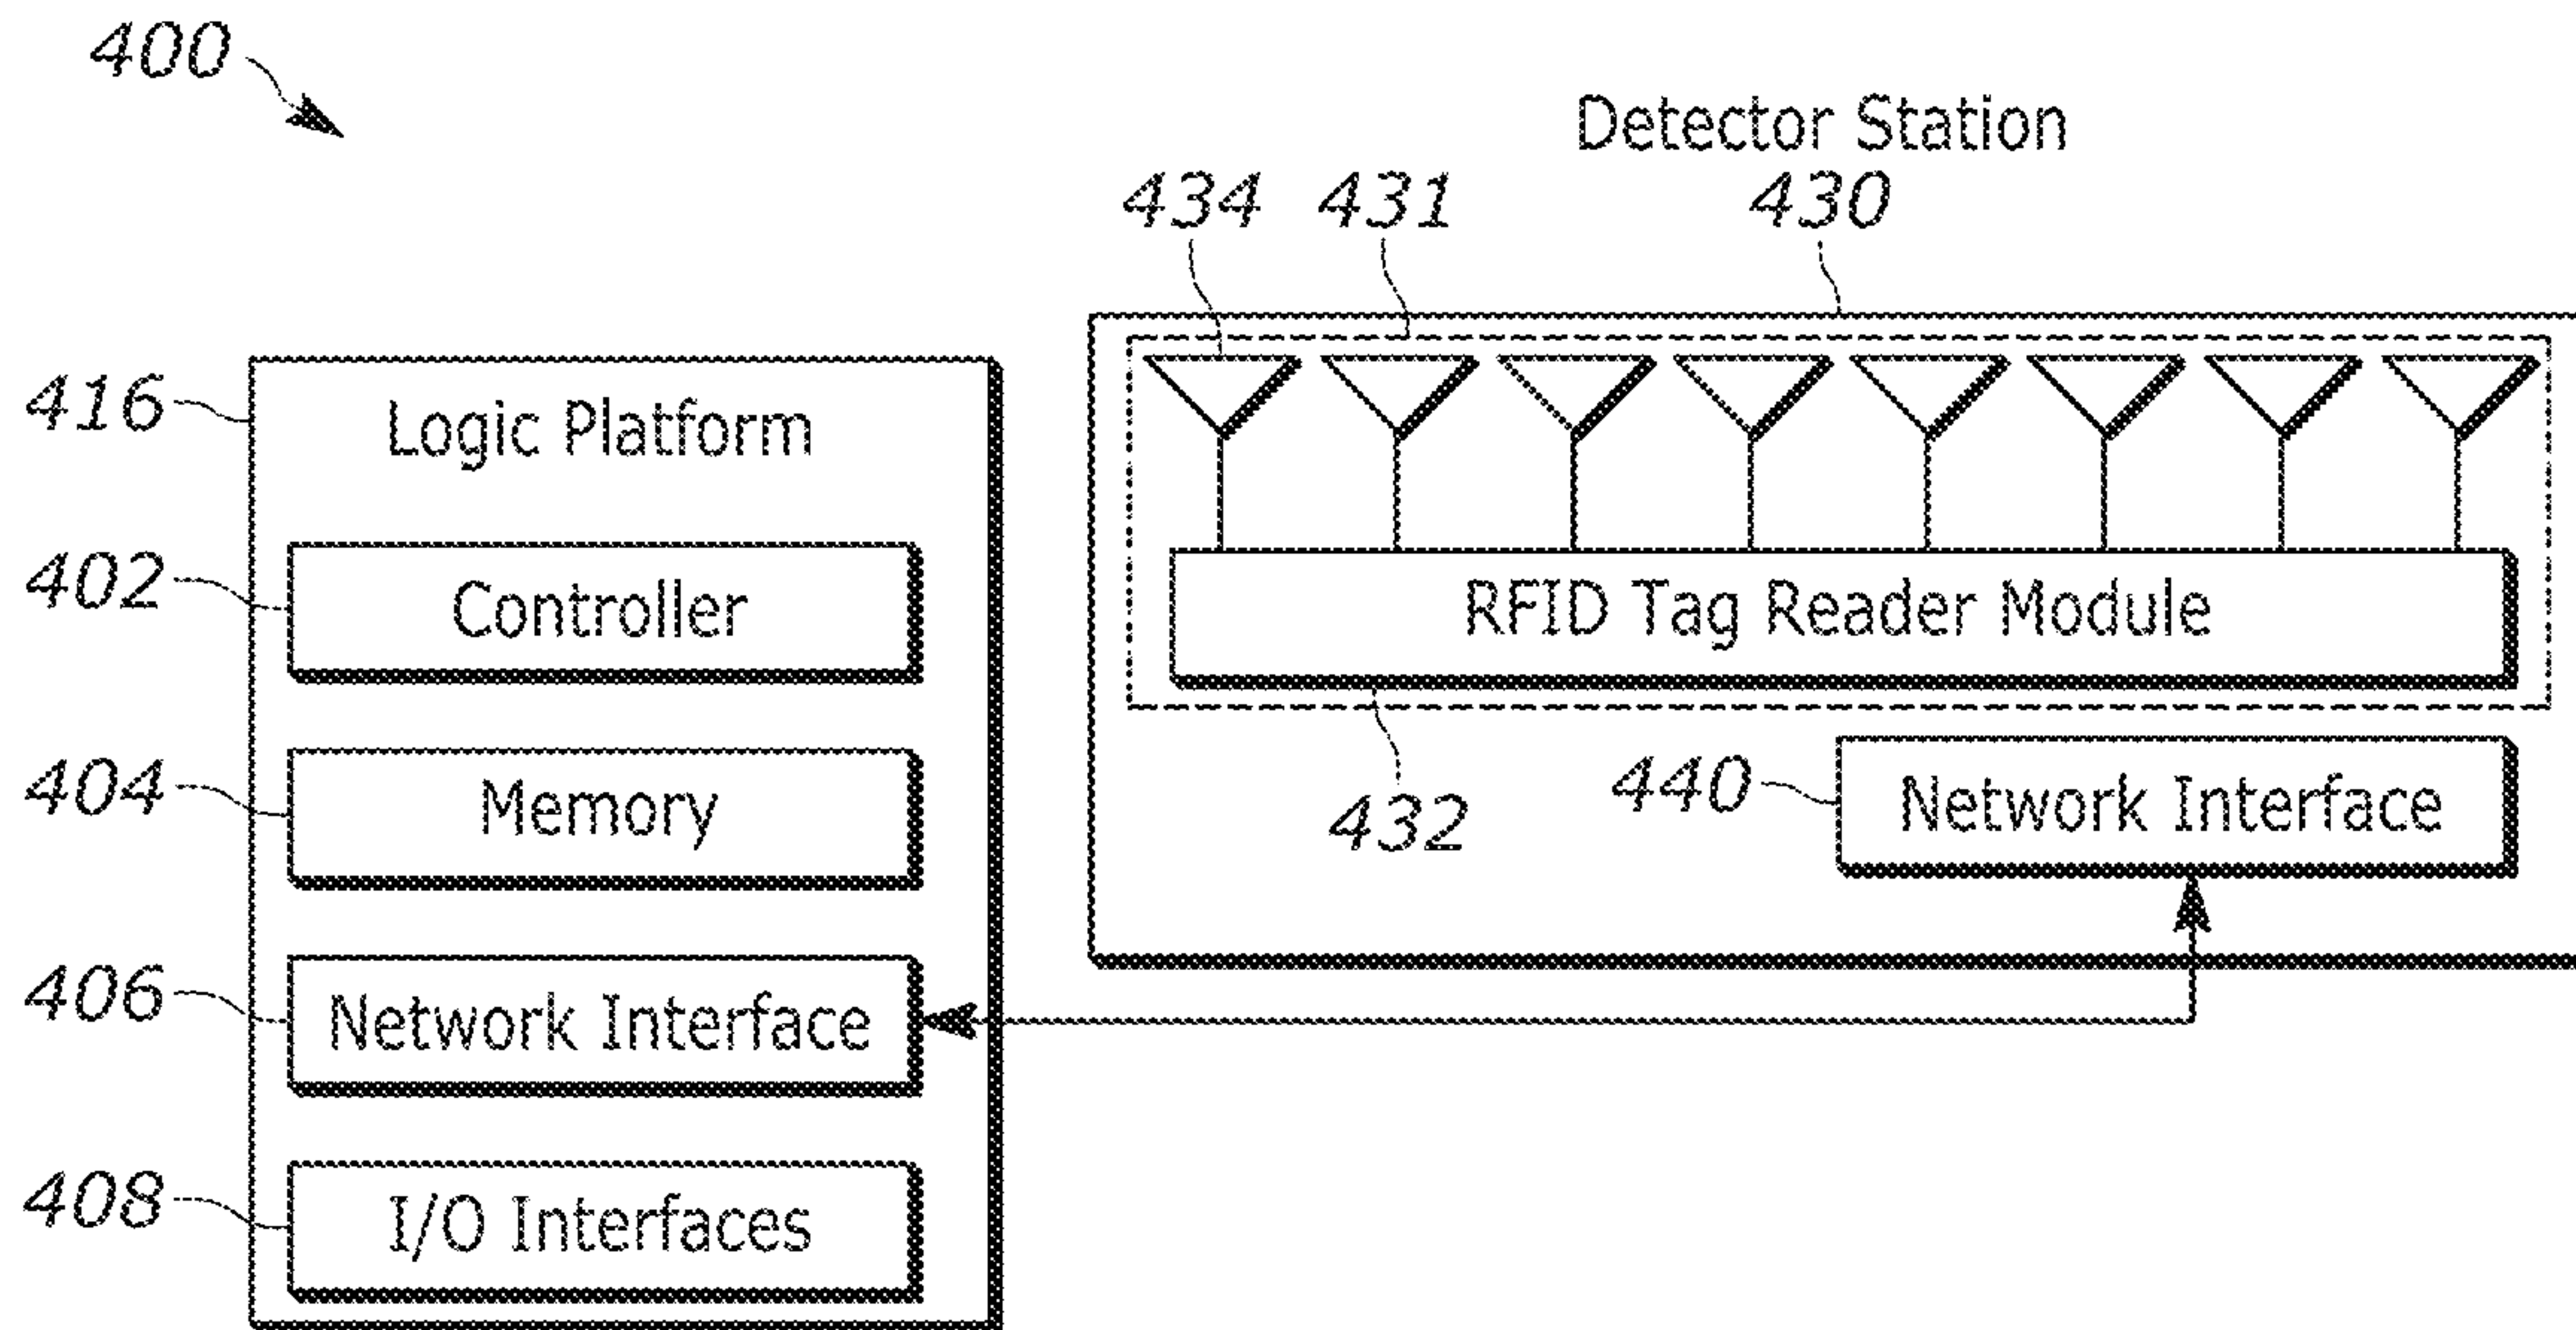 400
Detector Station
434 431 430
416
Logic Platform
402
Controller
RFID Tag Reader Module
404
Memory
432
440
Network Interface
406
Network Interface
408
I/O Interfaces